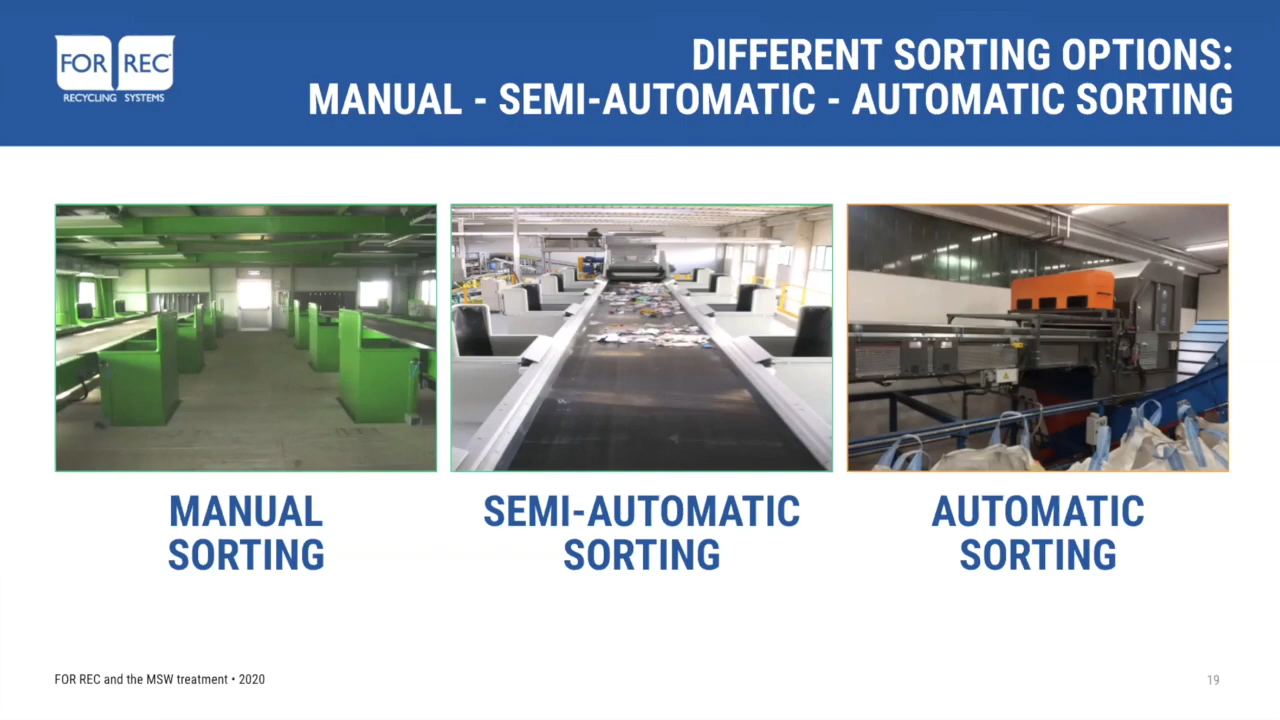 FOR REC
RECYCLING SYSTEMS
DIFFERENT SORTING OPTIONS:
MANUAL - SEMI-AUTOMATIC - AUTOMATIC SORTING
MANUAL
SORTING
SEMI-AUTOMATIC
SORTING
AUTOMATIC
SORTING
FOR REC and the MSW treatment • 2020
19